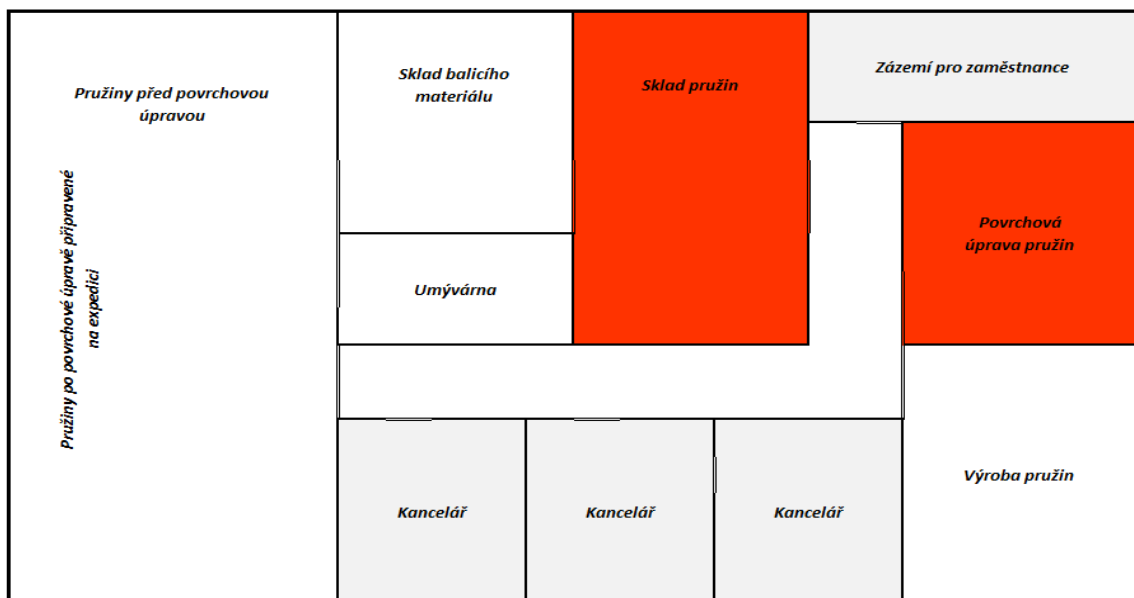 Pružiny před povrchovou
úpravou
Pružiny po povrchové úpravě připravené
na expedici
Sklad balicího
materiálu
Umývárna
Sklad pružin
Zázemí pro zaměstnance
Povrchová
úprava pružin
Výroba pružin
Kancelář
Kancelář
Kancelář